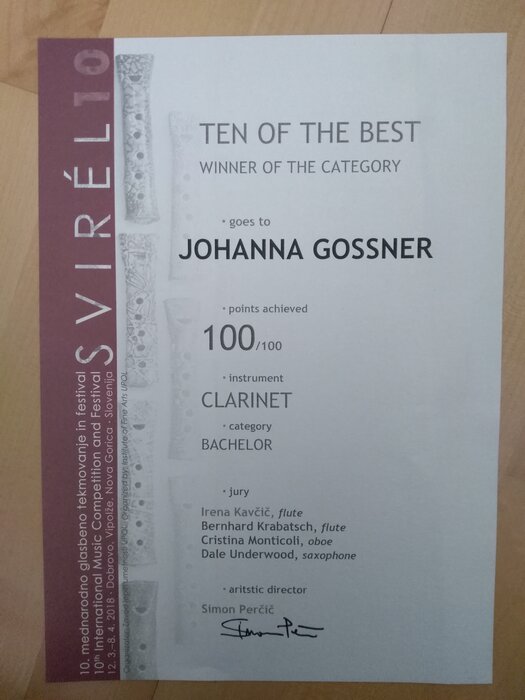 SVIRÉL10
10. mednarodno glasbeno tekmovanje in festival
10th International Music Competition and Festival
12. 3.–8. 4. 2018 · Dobrovo, Vipolže, Nova Gorica · Slovenija
TEN OF THE BEST
WINNER OF THE CATEGORY
• goes to
JOHANNA GOSSNER
• points achieved
100/100
• instrument
CLARINET
• category
BACHELOR
• jury
Irena Kavčič, flute
Bernhard Krabatsch, flute
Cristina Monticoli, oboe
Dale Underwood, saxophone
• aritstic director
Simon Perčič